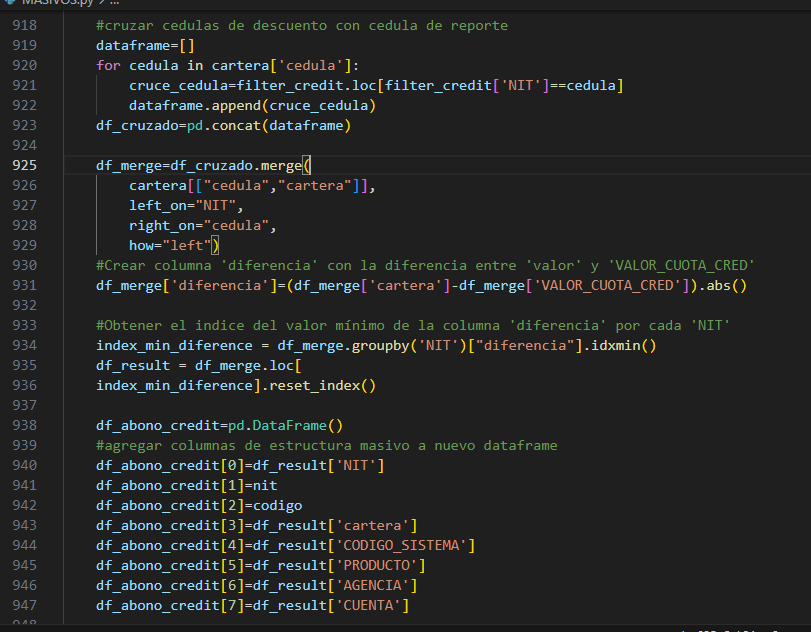 MASIVOS.py > ...
918 #cruzar cedulas de descuento con cedula de reporte
919 dataframe=[]
920 for cedula in cartera['cedula']:
921 cruce_cedula=filter_credit.loc[filter_credit['NIT']==cedula]
922 dataframe.append(cruce_cedula)
923 df_cruzado=pd.concat(dataframe)
924
925 df_merge=df_cruzado.merge(
926 cartera[["cedula","cartera"]],
927 left_on="NIT",
928 right_on="cedula",
929 how="left")
930 #Crear columna 'diferencia' con la diferencia entre 'valor' y 'VALOR_CUOTA_CRED'
931 df_merge['diferencia']=(df_merge['cartera']-df_merge['VALOR_CUOTA_CRED']).abs()
932
933 #Obtener el indice del valor mínimo de la columna 'diferencia' por cada 'NIT'
934 index_min_diference = df_merge.groupby('NIT')["diferencia"].idxmin()
935 df_result = df_merge.loc[
936 index_min_diference].reset_index()
937
938 df_abono_credit=pd.DataFrame()
939 #agregar columnas de estructura masivo a nuevo dataframe
940 df_abono_credit[0]=df_result['NIT']
941 df_abono_credit[1]=nit
942 df_abono_credit[2]=codigo
943 df_abono_credit[3]=df_result['cartera']
944 df_abono_credit[4]=df_result['CODIGO_SISTEMA']
945 df_abono_credit[5]=df_result['PRODUCTO']
946 df_abono_credit[6]=df_result['AGENCIA']
947 df_abono_credit[7]=df_result['CUENTA']